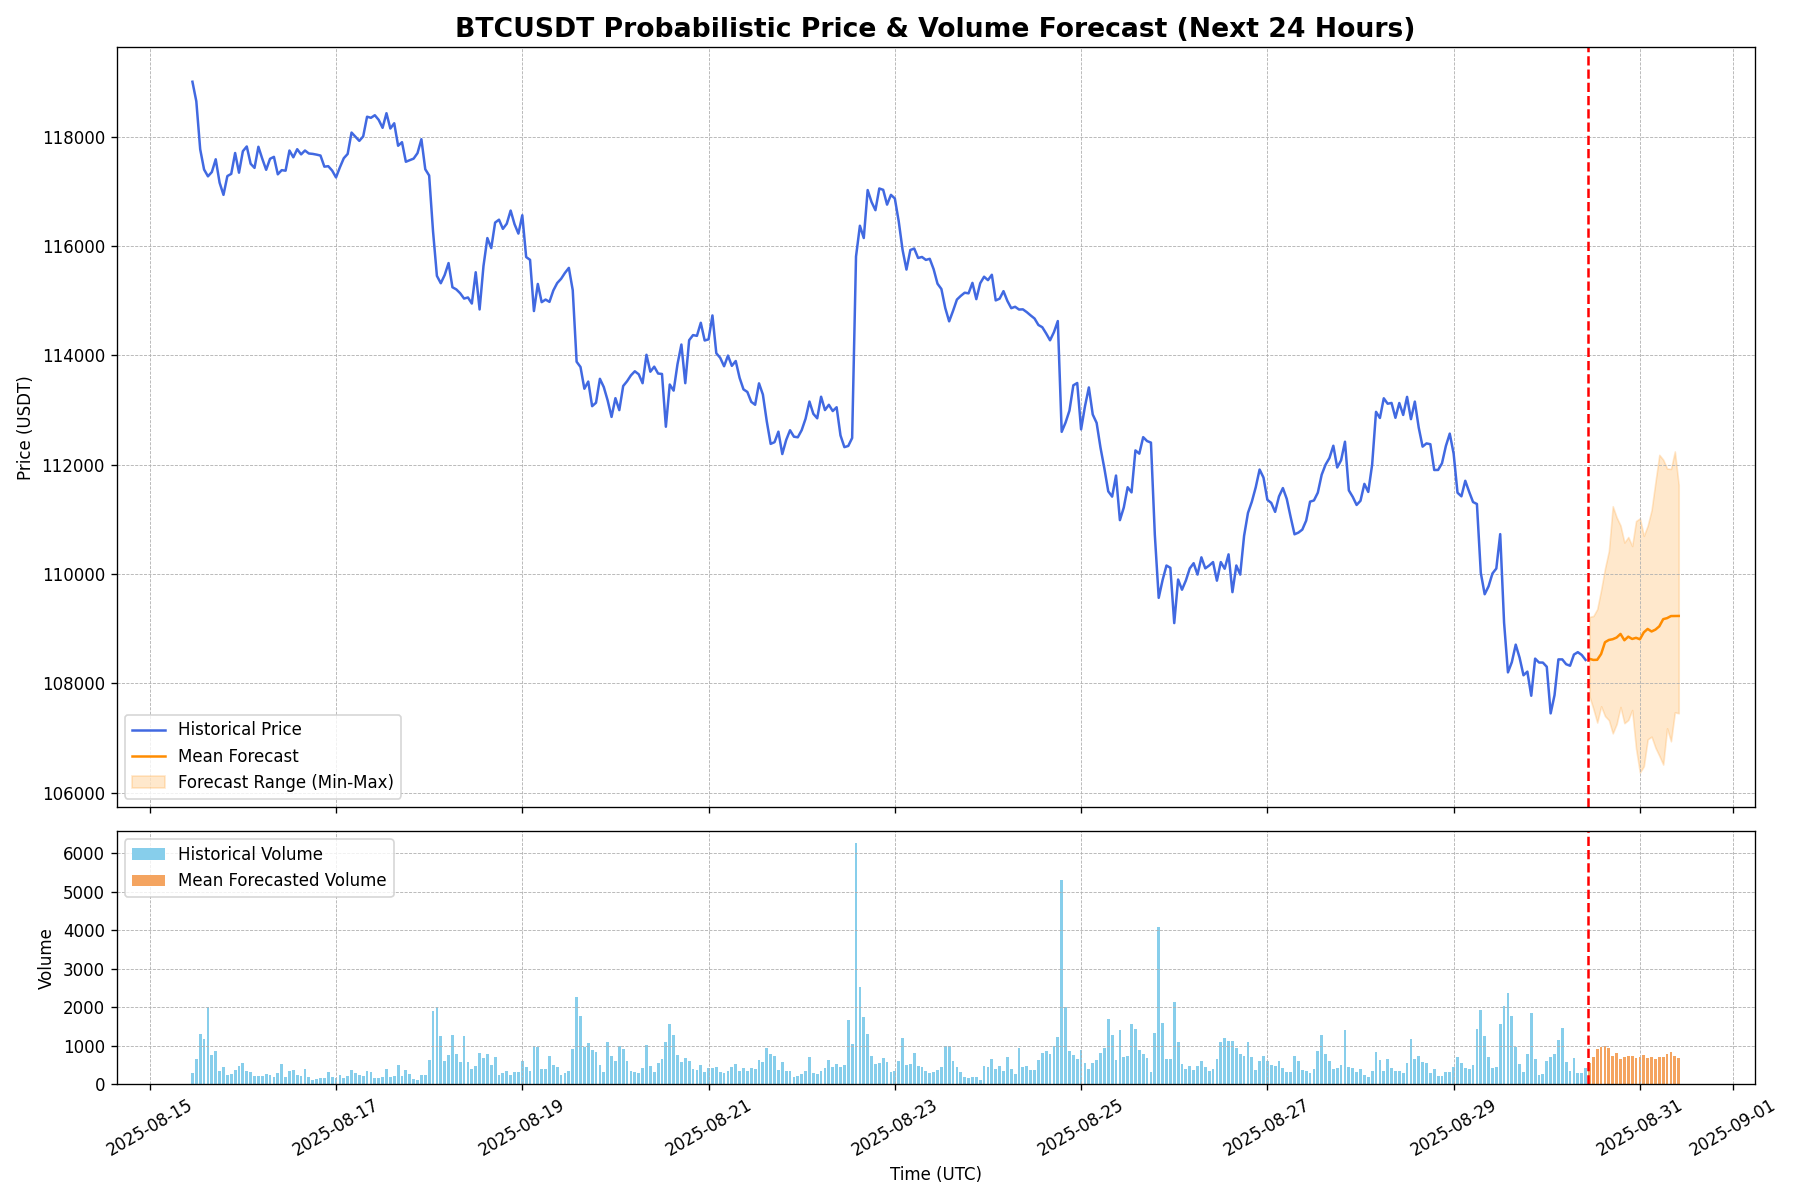 BTCUSDT Probabilistic Price & Volume Forecast (Next 24 Hours)
118000
116000
114000
112000
110000
108000
106000
Price (USDT)
Historical Price
Mean Forecast
Forecast Range (Min-Max)
6000
5000
4000
3000
2000
1000
0
Volume
Historical Volume
Mean Forecasted Volume
2025-08-15
2025-08-17
2025-08-19
2025-08-21
2025-08-23
2025-08-25
2025-08-27
2025-08-29
2025-08-31
2025-09-01
Time (UTC)